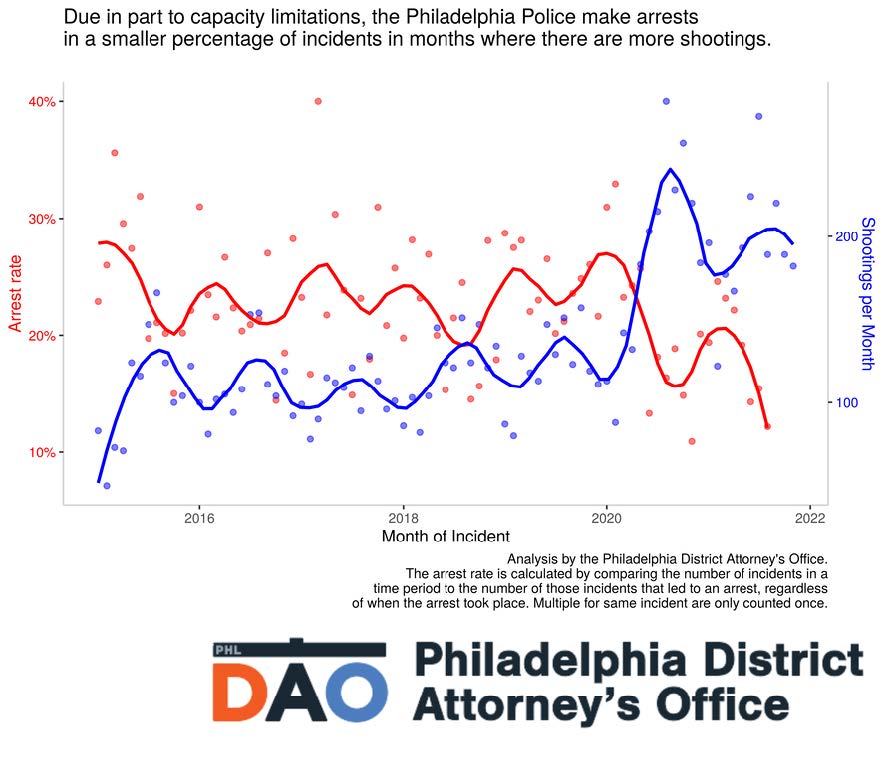 Due in part to capacity limitations, the Philadelphia Police make arrests
in a smaller percentage of incidents in months where there are more shootings.
40%
30%
20%
10%
Arrest rate
200
100
Shootings per Month
2016
2018
2020
2022
Month of Incident
Analysis by the Philadelphia District Attorney's Office.
The arrest rate is calculated by comparing the number of incidents in a
time period to the number of those incidents that led to an arrest, regardless
of when the arrest took place. Multiple for same incident are only counted once.
PHL
DAO
Philadelphia District
Attorney's Office